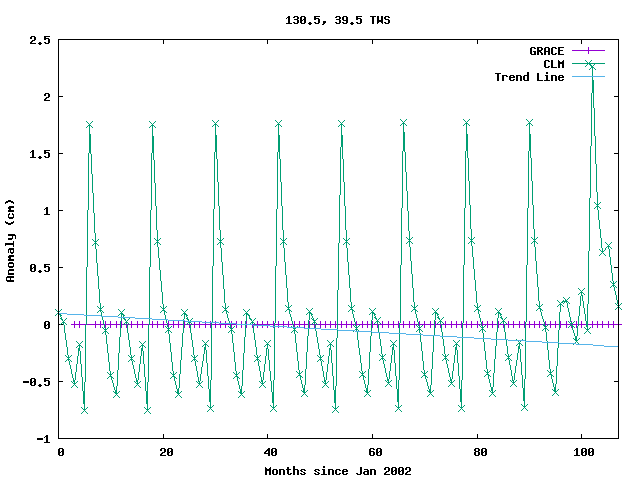 130.5, 39.5 TWS
GRACE
CLM
Trend Line
2.5
2
1.5
1
0.5
0
-0.5
-1
Anomaly (cm)
0 20 40 60 80 100
Months since Jan 2002